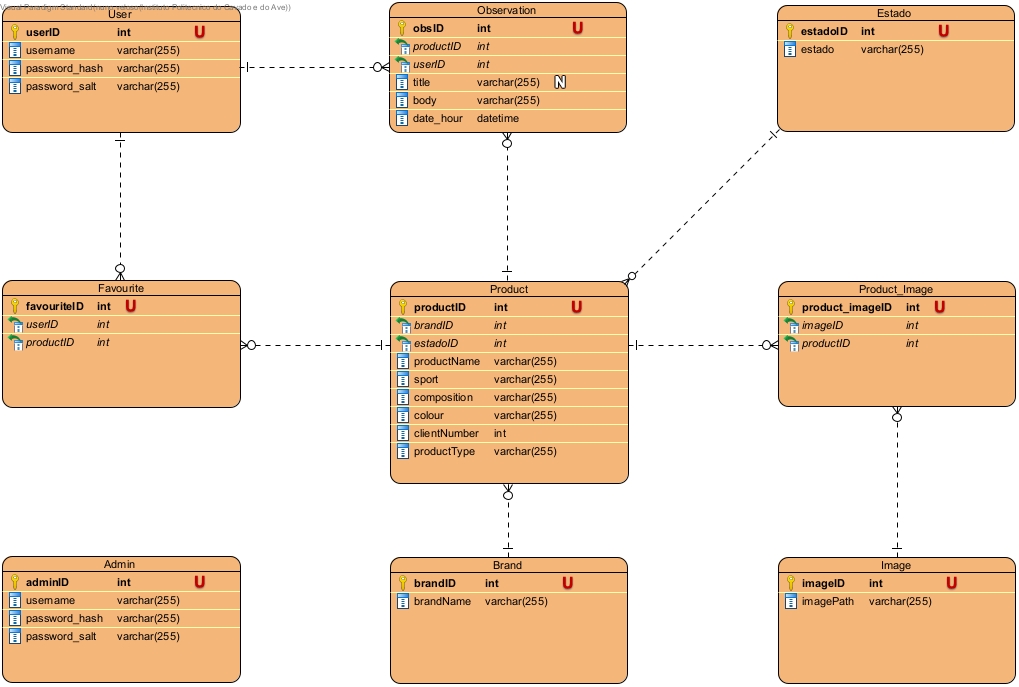 Visual Paradigm Standard(Instituto Politecnico do Cavado e do Ave))
User
userID int U
username varchar(255)
password_hash varchar(255)
password_salt varchar(255)
Observation
obsID int U
productID int
userID int
title varchar(255) N
body varchar(255)
date_hour datetime
Estado
estadoID int U
estado varchar(255)
Favourite
favouriteID int U
userID int
productID int
Product
productID int U
brandID int
estadoID int
productName varchar(255)
sport varchar(255)
composition varchar(255)
colour varchar(255)
clientNumber int
productType varchar(255)
Product_Image
product_imageID int U
imageID int
productID int
Admin
adminID int U
username varchar(255)
password_hash varchar(255)
password_salt varchar(255)
Brand
brandID int U
brandName varchar(255)
Image
imageID int U
imagePath varchar(255)